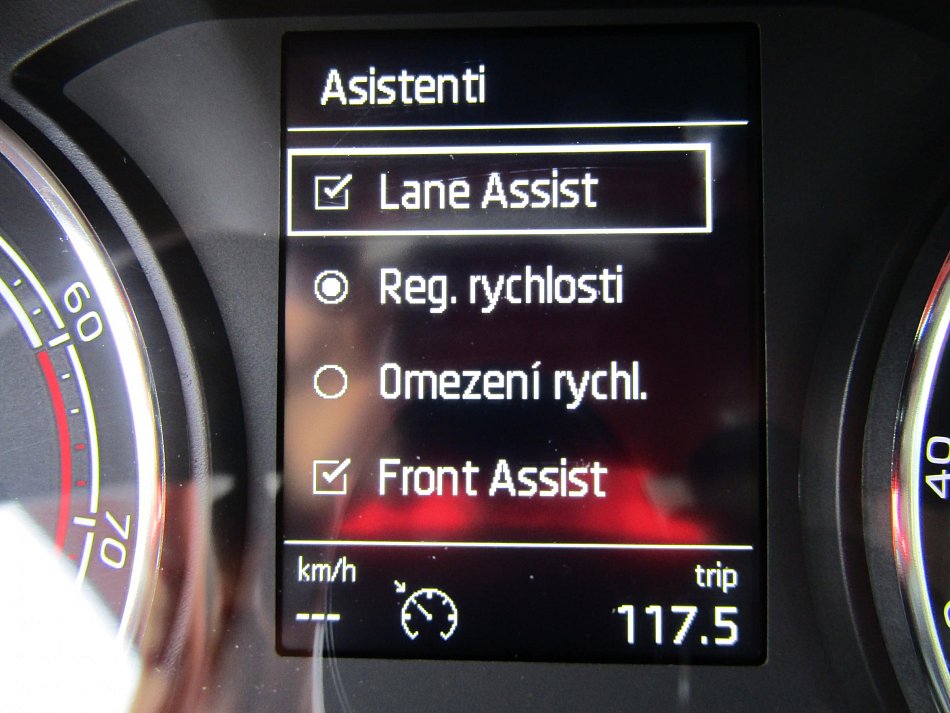 Asistenti
Lane Assist
Reg. rychlosti
Omezení rychl.
Front Assist
km/h
trip
---
117.5
60
70
40